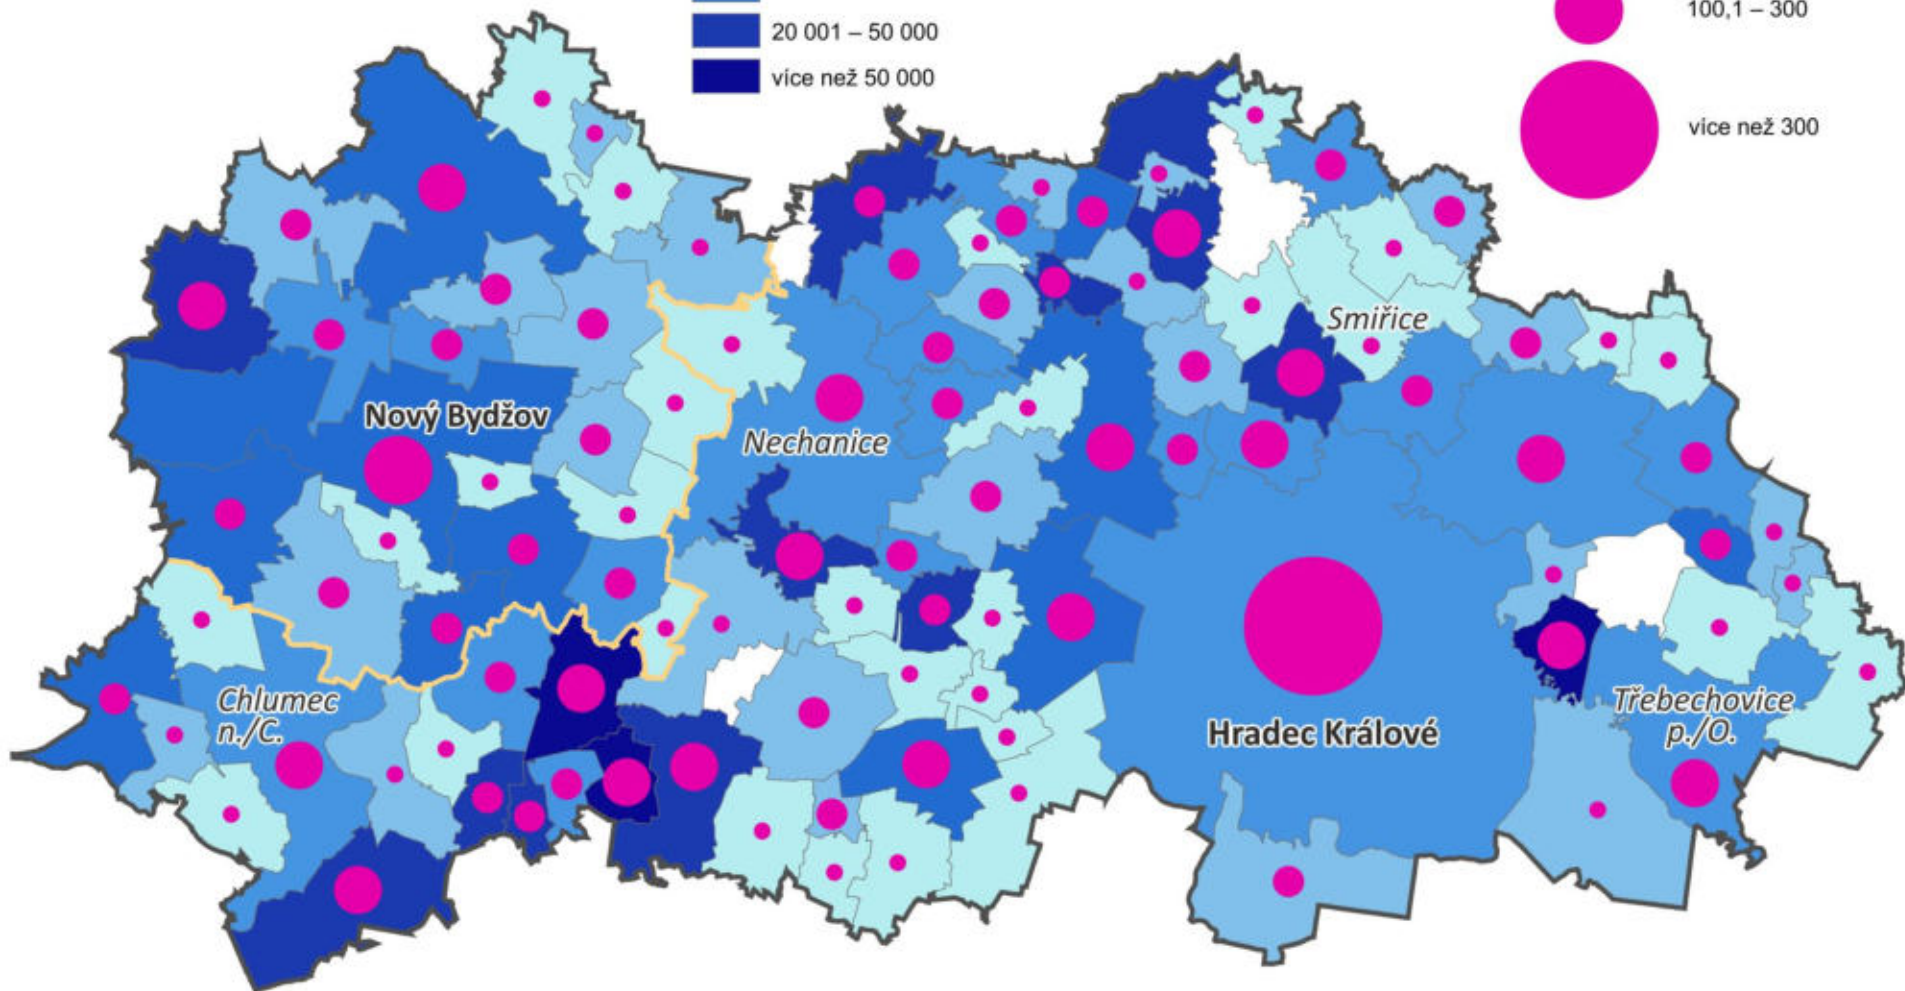 100,1 – 300
20 001 – 50 000
více než 50 000
více než 300
Smiřice
Nový Bydžov
Nechanice
Chlumec
n./C.
Hradec Králové
Třebechovice
p./O.